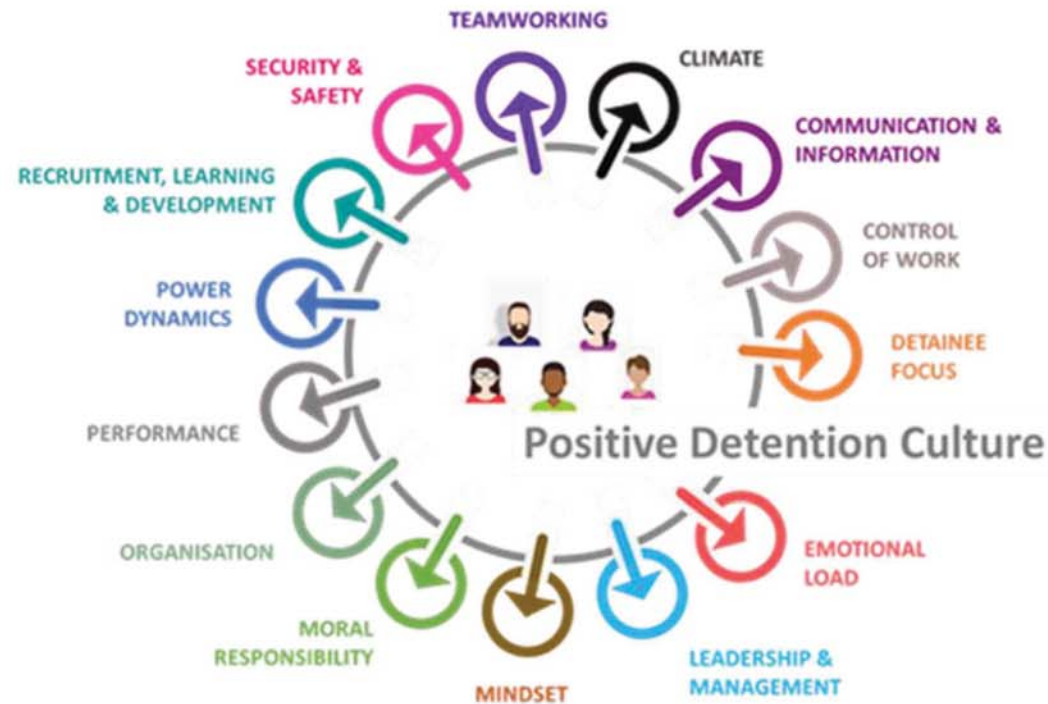 TEAMWORKING
CLIMATE
SECURITY &
SAFETY
COMMUNICATION &
INFORMATION
RECRUITMENT, LEARNING
& DEVELOPMENT
CONTROL
OF WORK
POWER
DYNAMICS
DETAINEE
FOCUS
PERFORMANCE
Positive Detention Culture
ORGANISATION
EMOTIONAL
LOAD
MORAL
RESPONSIBILITY
LEADERSHIP &
MANAGEMENT
MINDSET